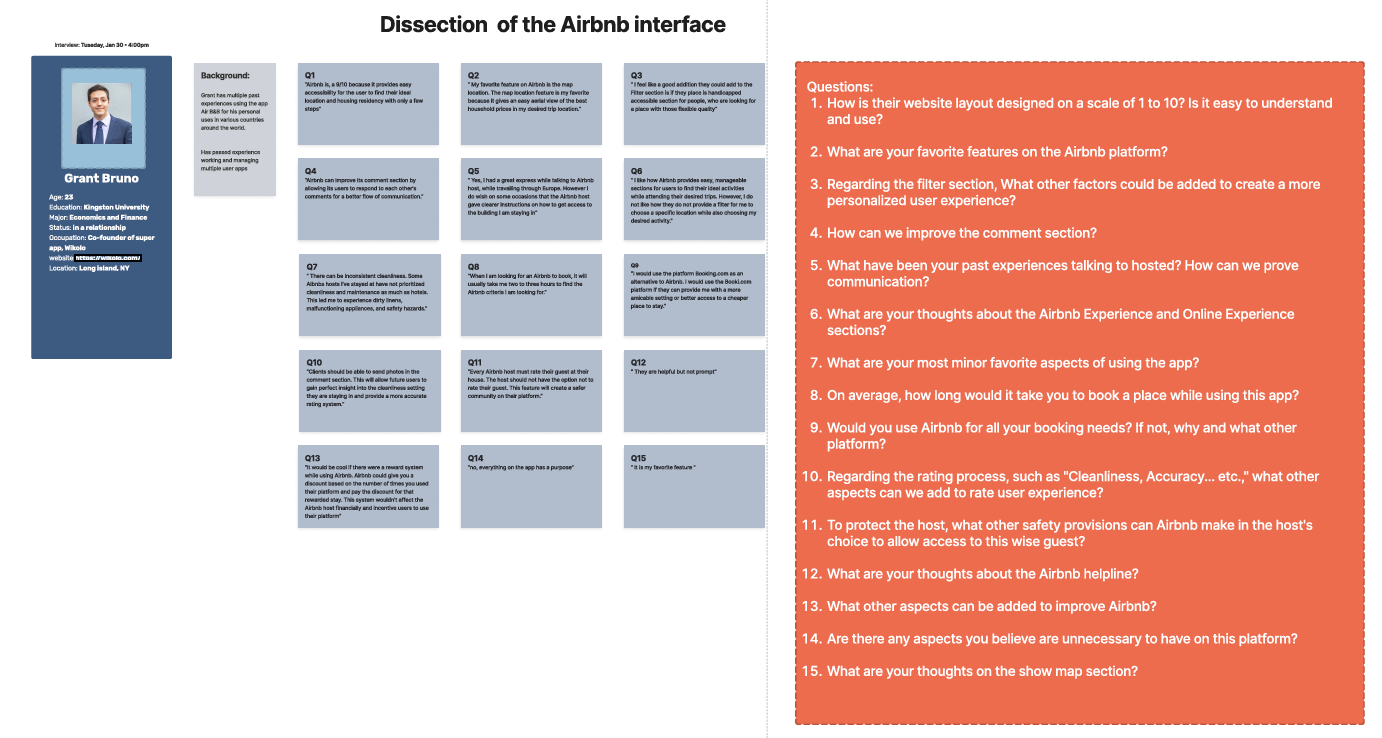 Dissection of the Airbnb interface
Interview: Tuesday, Jan 30 • 4:00pm
Grant Bruno
Age: 23
Education: Kingston University
Major: Economics and Finance
Status: in a relationship
Occupation: Co-founder of super
app, Wikolo
website https://wikolo.com/
Location: Long island, NY
Background:
Grant has multiple past
experiences using the app
Air B&B for his personal
uses in various countries
around the world.
Has passed experience
working and managing
multiple user apps
Q1
"Airbnb is, a 9/10 because it provides easy
accessibility for the user to find their ideal
location and housing residency with only a few
steps"
Q2
" My favorite feature on Airbnb is the map
location. The map location feature is my favorite
because it gives an easy aerial view of the best
household prices in my desired trip location."
Q3
" I feel like a good addition they could add to the
Filter section is if they place is handicapped
accessible section for people, who are looking for
a place with those flexible quality"
Q4
"Airbnb can improve its comment section by
allowing its users to respond to each other's
comments for a better flow of communication."
Q5
" Yes, I had a great express while talking to Airbnb
host, while travelling through Europe. However I
do wish on some occasions that the Airbnb host
gave clearer instructions on how to get access to
the building I am staying in"
Q6
" I like how Airbnb provides easy, manageable
sections for users to find their ideal activities
while attending their desired trips. However, I do
not like how they do not provide a filter for me to
choose a specific location while also choosing my
desired activity."
Q7
" There can be inconsistent cleanliness. Some
Airbnbs hosts I've stayed at have not prioritized
cleanliness and maintenance as much as hotels.
This led me to experience dirty linens,
malfunctioning appliances, and safety hazards."
Q8
"When I am looking for an Airbnb to book, it will
usually take me two to three hours to find the
Airbnb criteria I am looking for."
Q9
"I would use the platform Booking.com as an
alternative to Airbnb. I would use the Booki.com
platform if they can provide me with a more
amicable setting or better access to a cheaper
place to stay."
Q10
"Clients should be able to send photos in the
comment section. This will allow future users to
gain perfect insight into the cleanliness setting
they are staying in and provide a more accurate
rating system."
Q11
"Every Airbnb host must rate their guest at their
house. The host should not have the option not to
rate their guest. This feature will create a safer
community on their platform."
Q12
" They are helpful but not prompt"
Q13
"It would be cool if there were a reward system
while using Airbnb. Airbnb could give you a
discount based on the number of times you used
their platform and pay the discount for that
rewarded stay. This system wouldn't affect the
Airbnb host financially and incentive users to use
their platform"
Q14
"no, everything on the app has a purpose"
Q15
" it is my favorite feature "
Questions:
1. How is their website layout designed on a scale of 1 to 10? Is it easy to understand
and use?
2. What are your favorite features on the Airbnb platform?
3. Regarding the filter section, What other factors could be added to create a more
personalized user experience?
4. How can we improve the comment section?
5. What have been your past experiences talking to hosted? How can we prove
communication?
6. What are your thoughts about the Airbnb Experience and Online Experience
sections?
7. What are your most minor favorite aspects of using the app?
8. On average, how long would it take you to book a place while using this app?
9. Would you use Airbnb for all your booking needs? If not, why and what other
platform?
10. Regarding the rating process, such as "Cleanliness, Accuracy... etc.," what other
aspects can we add to rate user experience?
11. To protect the host, what other safety provisions can Airbnb make in the host's
choice to allow access to this wise guest?
12. What are your thoughts about the Airbnb helpline?
13. What other aspects can be added to improve Airbnb?
14. Are there any aspects you believe are unnecessary to have on this platform?
15. What are your thoughts on the show map section?